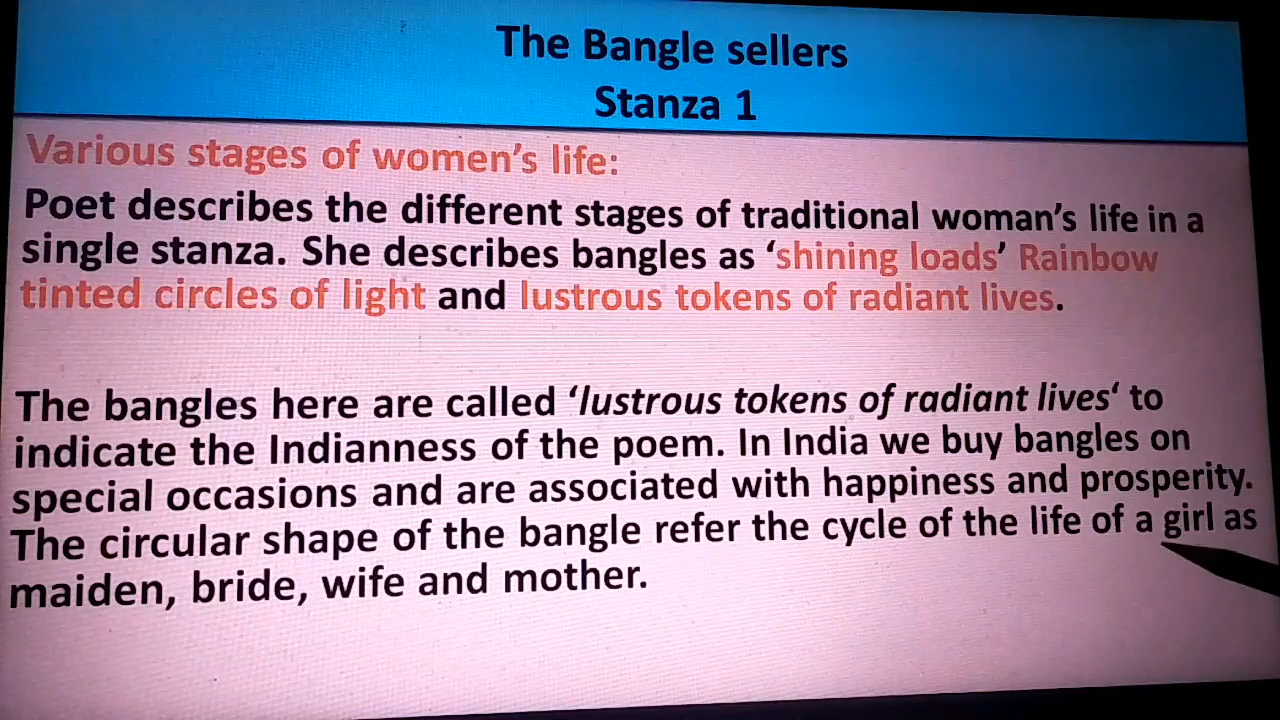 The Bangle sellers
Stanza 1
Various stages of women's life:
Poet describes the different stages of traditional woman's life in a
single stanza. She describes bangles as ‘shining loads’ Rainbow
tinted circles of light and lustrous tokens of radiant lives.
The bangles here are called ‘lustrous tokens of radiant lives‘ to
indicate the Indianness of the poem. In India we buy bangles on
special occasions and are associated with happiness and prosperity.
The circular shape of the bangle refer the cycle of the life of a girl as
maiden, bride, wife and mother.